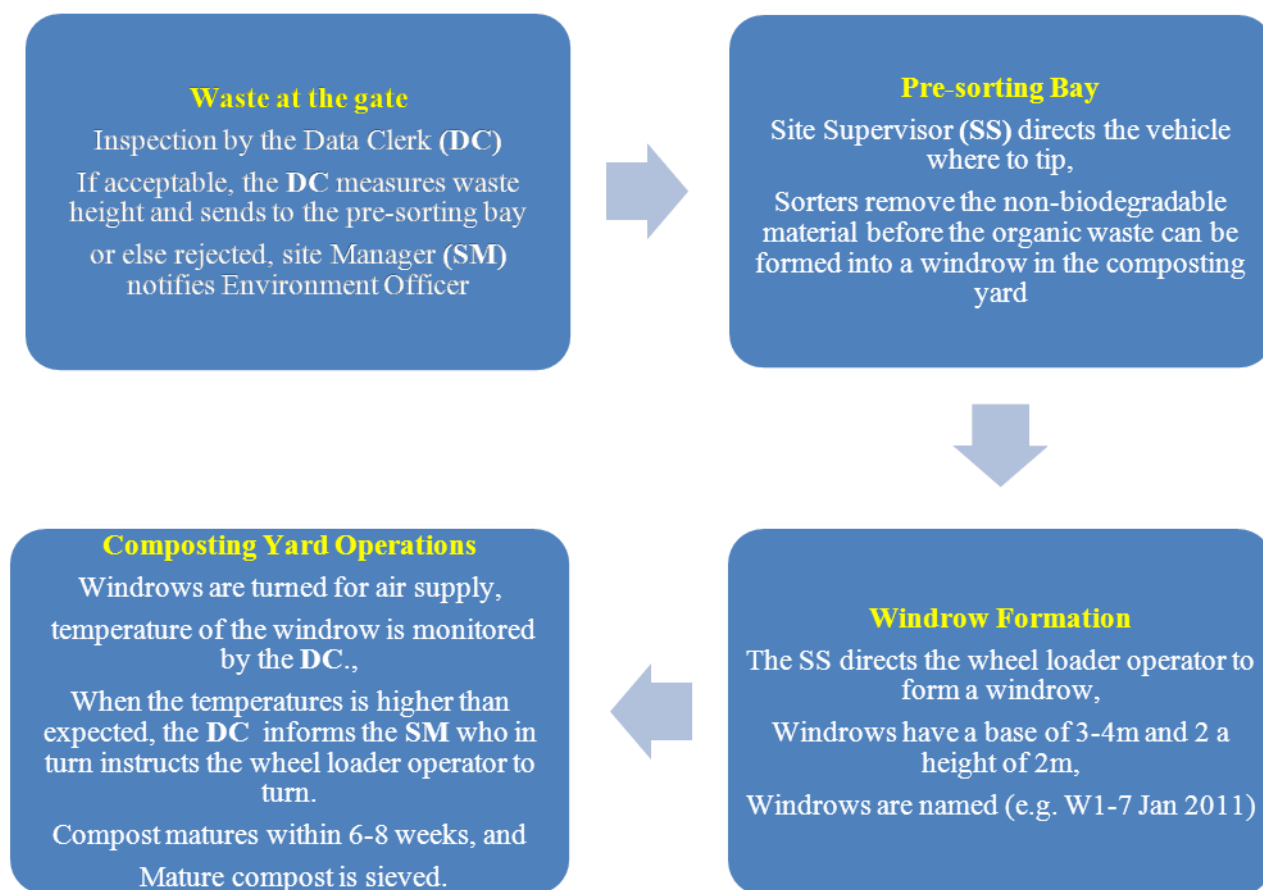 Waste at the gate
Inspection by the Data Clerk (DC)
If acceptable, the DC measures waste
height and sends to the pre-sorting bay
or else rejected, site Manager (SM)
notifies Environment Officer
Pre-sorting Bay
Site Supervisor (SS) directs the vehicle
where to tip,
Sorters remove the non-biodegradable
material before the organic waste can be
formed into a windrow in the composting
yard
Windrow Formation
The SS directs the wheel loader operator to
form a windrow,
Windrows have a base of 3-4m and 2 a
height of 2m,
Windrows are named (e.g. W1-7 Jan 2011)
Composting Yard Operations
Windrows are turned for air supply,
temperature of the windrow is monitored
by the DC.,
When the temperatures is higher than
expected, the DC informs the SM who in
turn instructs the wheel loader operator to
turn.
Compost matures within 6-8 weeks, and
Mature compost is sieved.